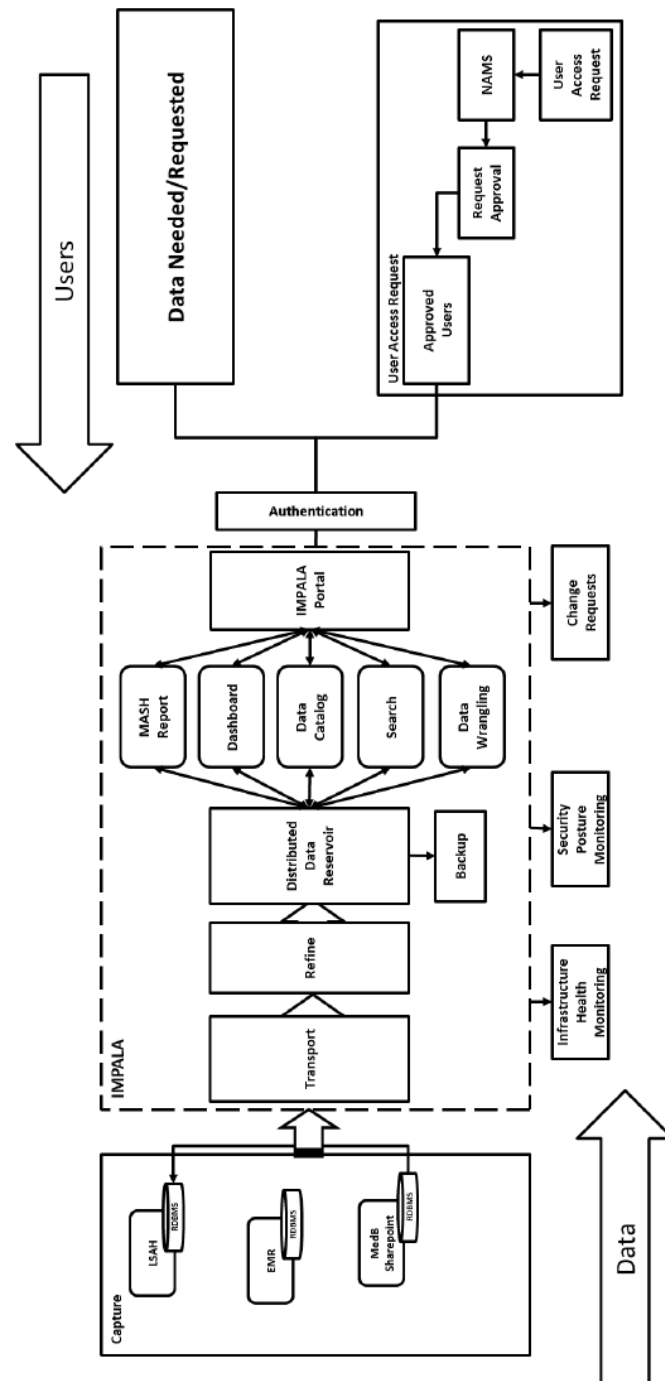 Users
Data Needed/Requested
User Access Request
Approved
Users
Request
Approval
NAMS
User
Access
Request
Authentication
IMPALA
IMPALA
Portal
MASH
Report
Dashboard
Data
Catalog
Search
Data
Wrangling
Distributed
Data
Reservoir
Backup
Refine
Transport
Change
Requests
Security
Posture
Monitoring
Infrastructure
Health
Monitoring
Capture
LSAH
RDBMS
EMR
RDBMS
MedB
Sharepoint
RDBMS
Data